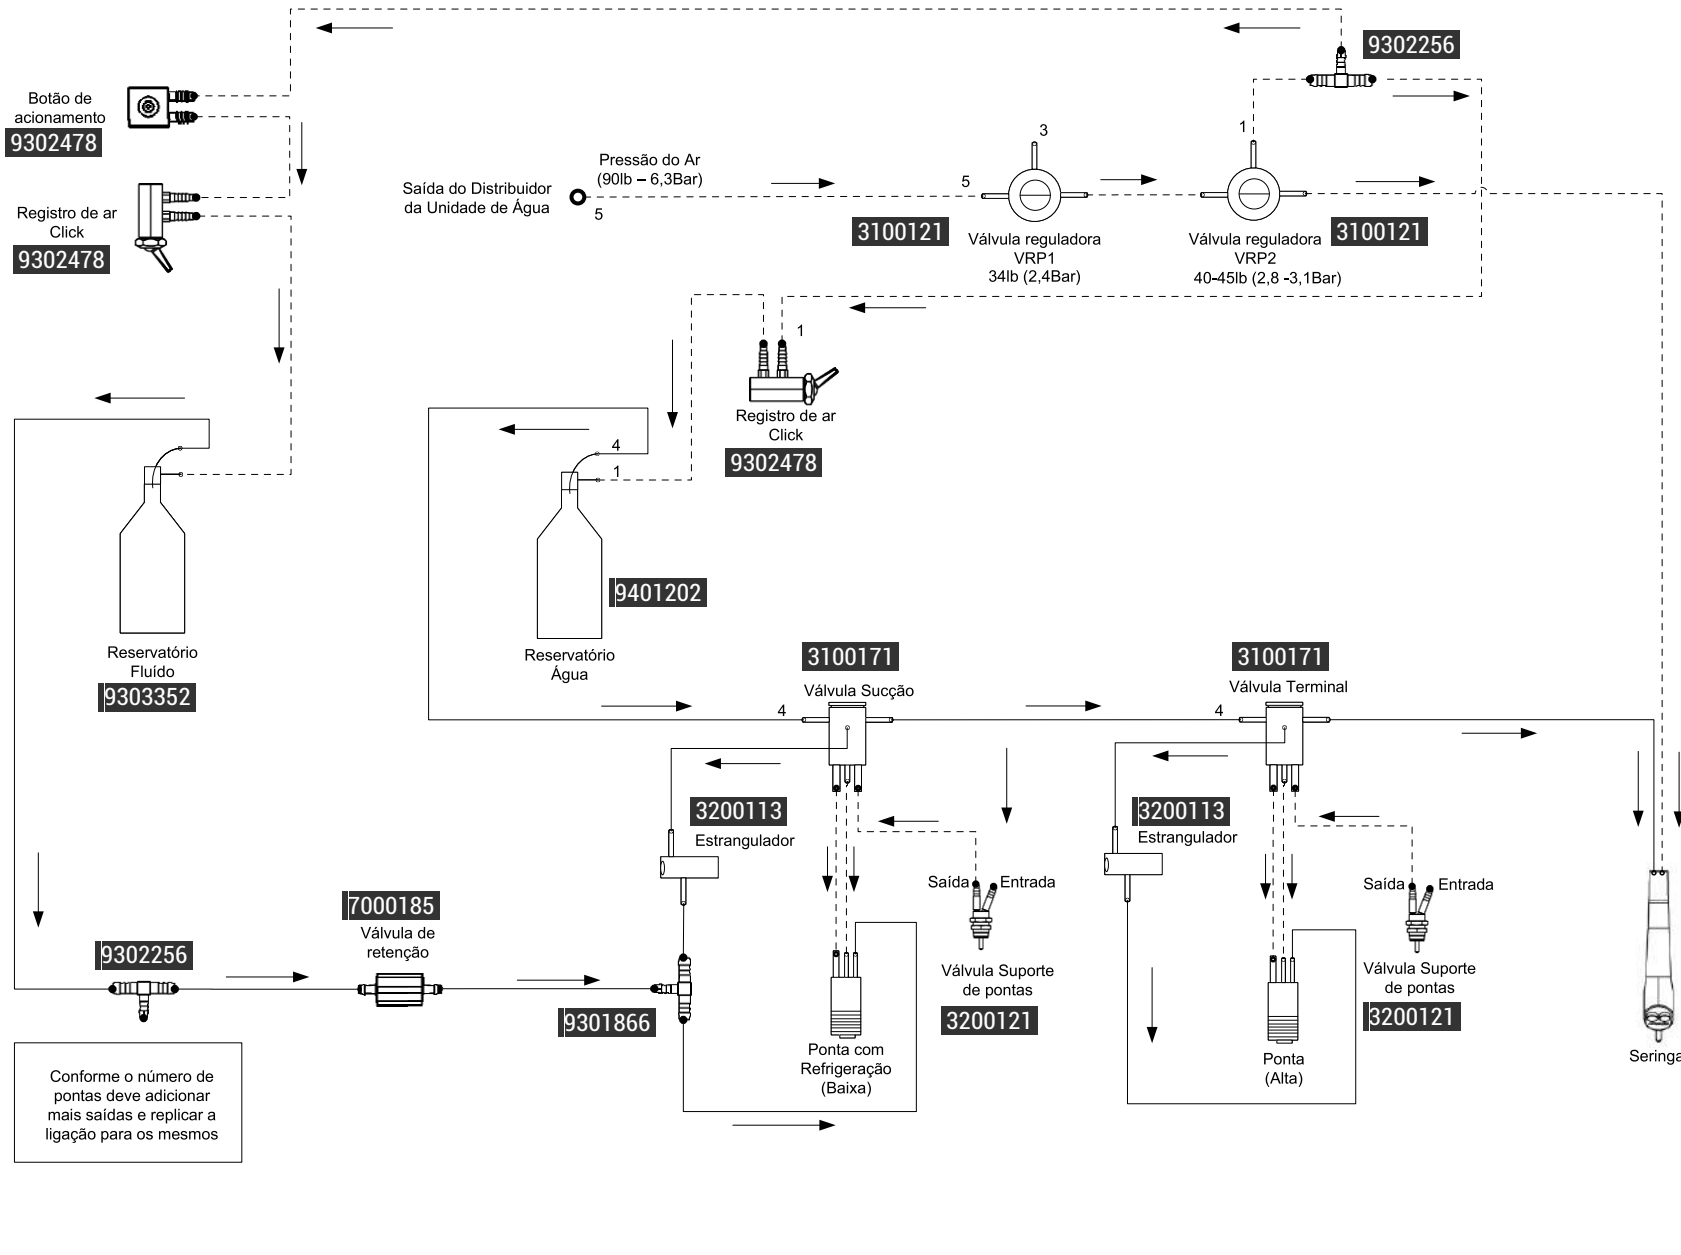 9302256
Botão de
acionamento
9302478
Registro de ar
Click
9302478
Saída do Distribuidor
da Unidade de Água
5
Pressão do Ar
(90lb – 6,3Bar)
5
3
3100121
Válvula reguladora
VRP1
34lb (2,4Bar)
1
Válvula reguladora
VRP2
40-45lb (2,8 -3,1Bar)
3100121
1
Registro de ar
Click
9302478
4
1
9401202
Reservatório
Água
Reservatório
Fluído
9303352
3100171
Válvula Sucção
4
3100171
Válvula Terminal
4
3200113
Estrangulador
3200113
Estrangulador
Saída
Entrada
Válvula Suporte
de pontas
3200121
Saída
Entrada
Válvula Suporte
de pontas
3200121
9302256
7000185
Válvula de
retenção
9301866
Ponta com
Refrigeração
(Baixa)
Ponta
(Alta)
Seringa
Conforme o número de
pontas deve adicionar
mais saídas e replicar a
ligação para os mesmos